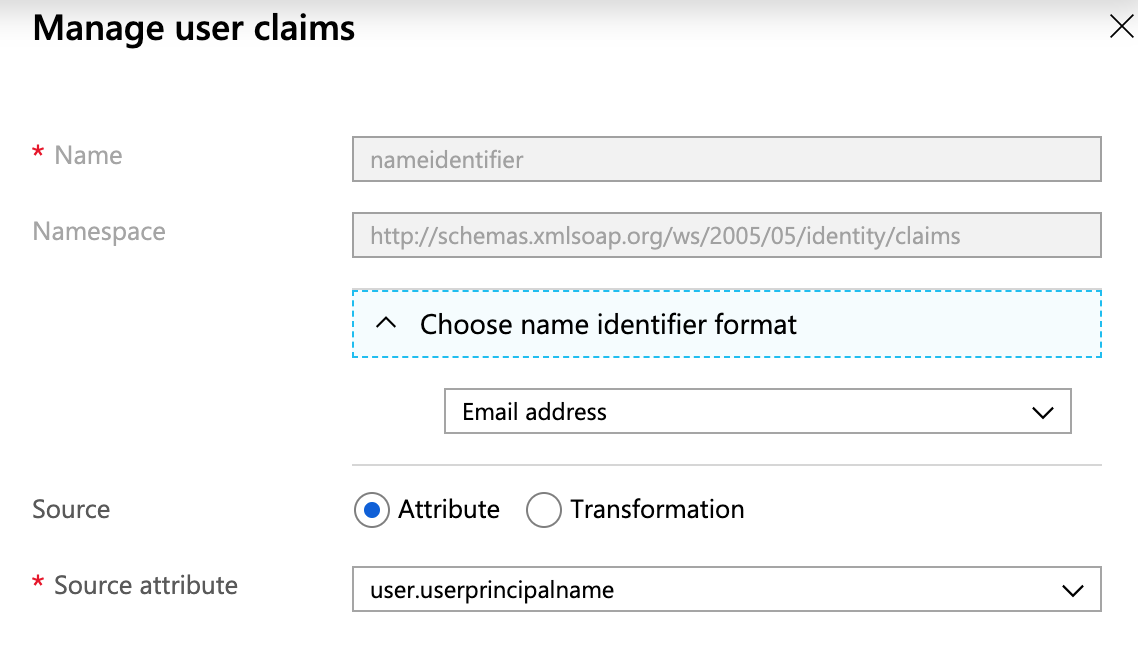 Manage user claims
* Name
nameidentifier
Namespace
http://schemas.xmlsoap.org/ws/2005/05/identity/claims
Choose name identifier format
Email address
Source
Attribute
Transformation
* Source attribute
user.userprincipalname